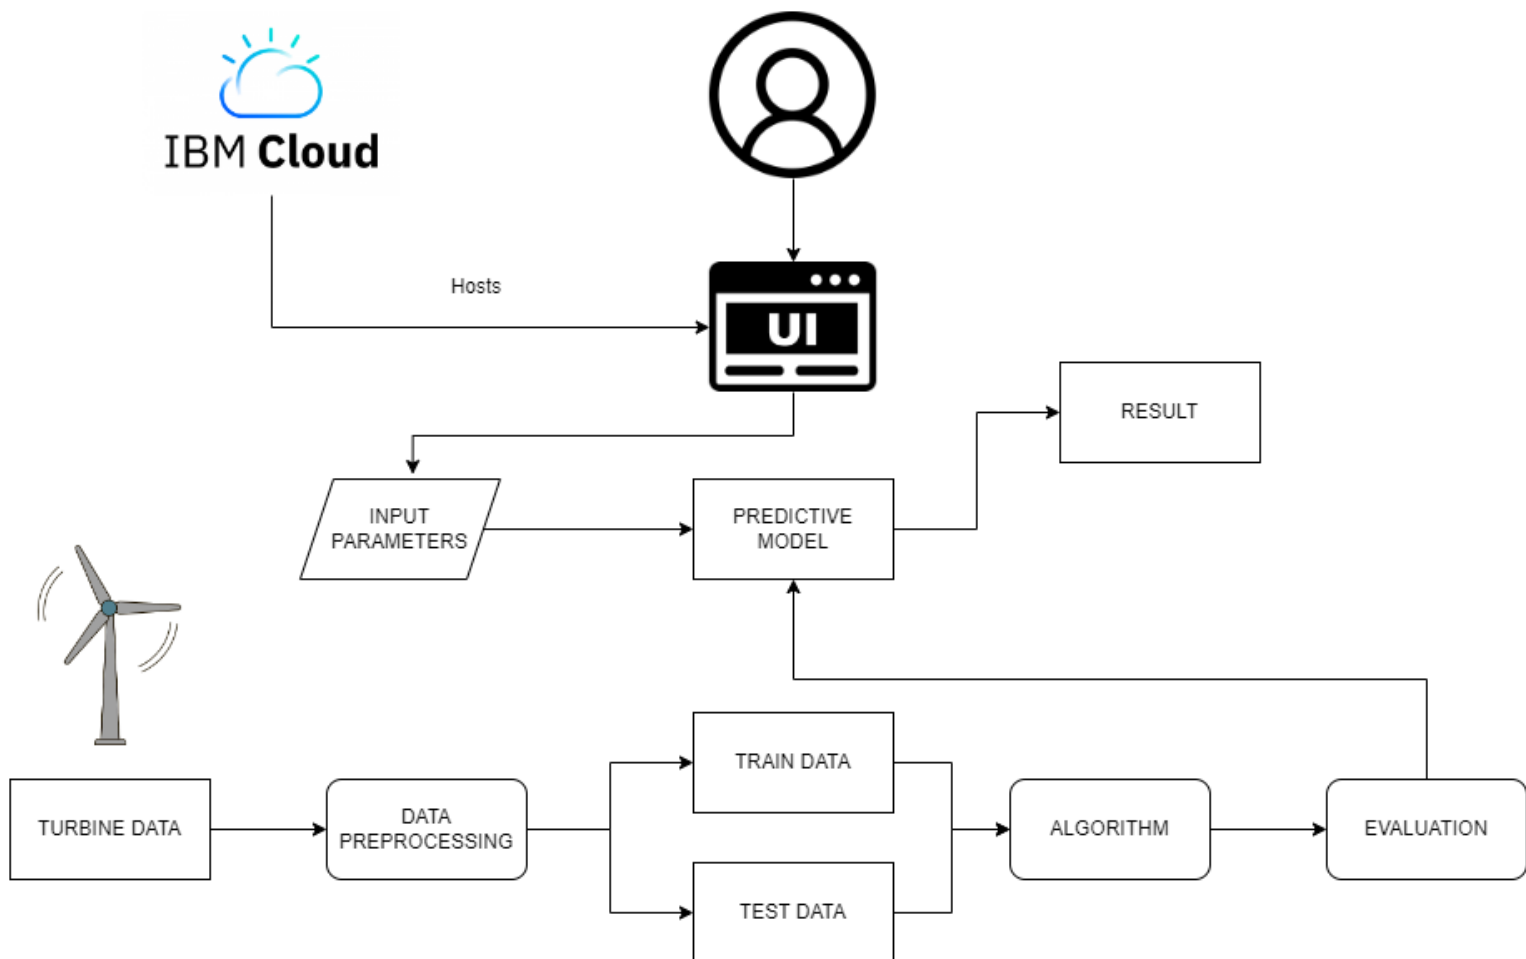 IBM Cloud
Hosts
UI
RESULT
INPUT
PARAMETERS
PREDICTIVE
MODEL
TRAIN DATA
TURBINE DATA
DATA
PREPROCESSING
ALGORITHM
EVALUATION
TEST DATA